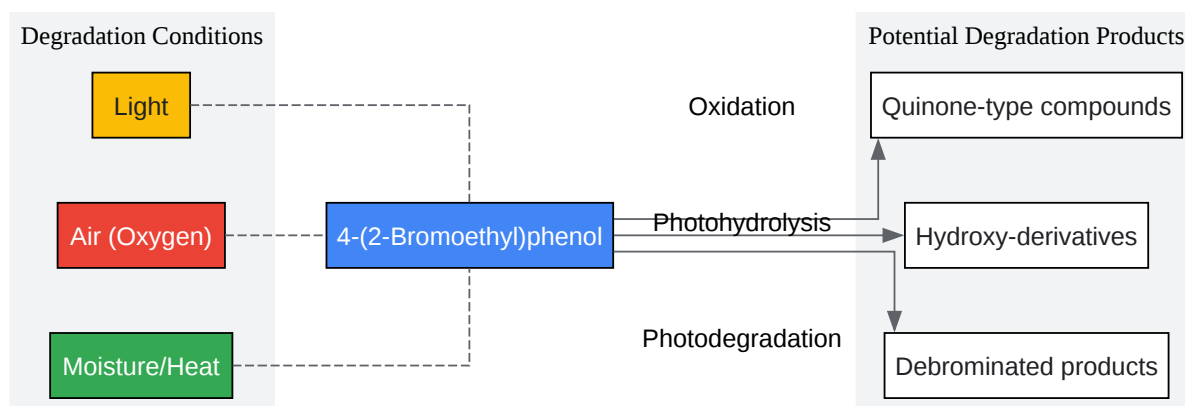 Degradation Conditions
Light
Air (Oxygen)
Moisture/Heat
4-(2-Bromoethyl)phenol
Oxidation
Photohydrolysis
Photodegradation
Potential Degradation Products
Quinone-type compounds
Hydroxy-derivatives
Debrominated products